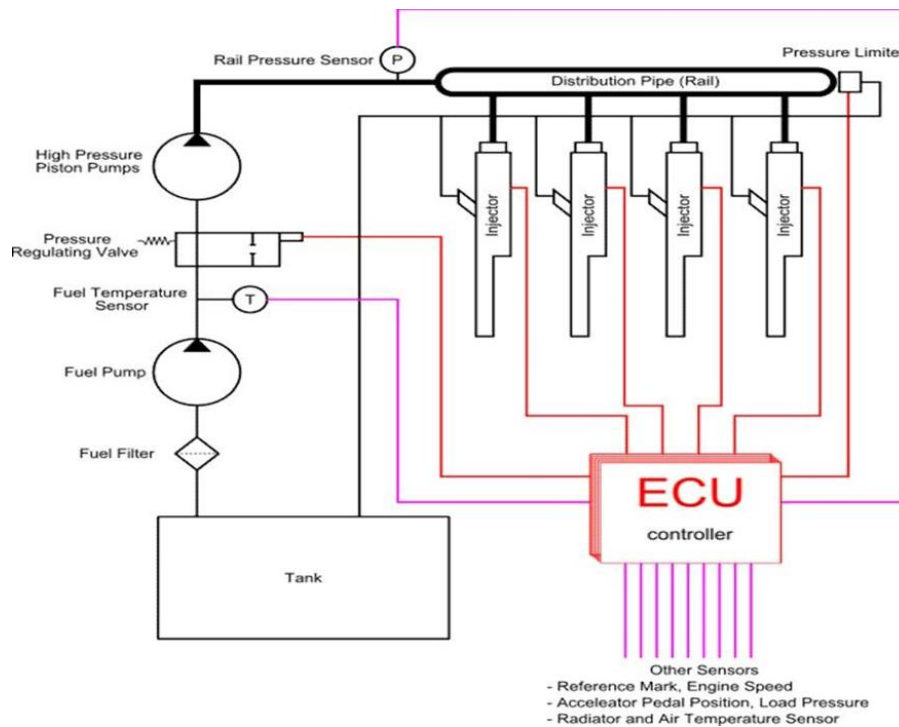 Rail Pressure Sensor
P
Pressure Limite
Distribution Pipe (Rail)
High Pressure
Piston Pumps
Injector
Injector
Injector
Injector
Pressure
Regulating Valve
Fuel Temperature
Sensor
T
Fuel Pump
Fuel Filter
ECU
controller
Tank
Other Sensors
- Reference Mark, Engine Speed
- Acceleator Pedal Position, Load Pressure
- Radiator and Air Temperature Sensor